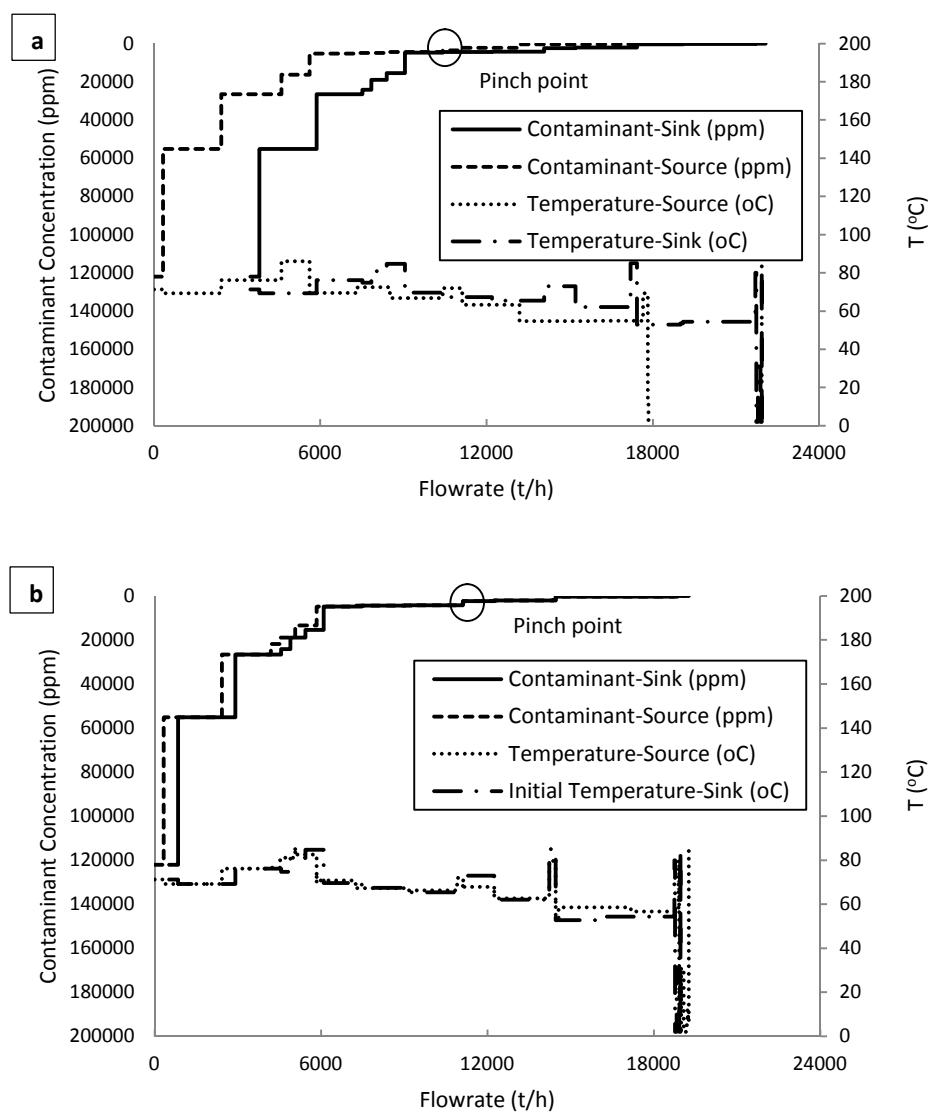 a
0
20000
40000
60000
80000
100000
120000
140000
160000
180000
200000
Contaminant Concentration (ppm)
Pinch point
Contaminant-Sink (ppm)
Contaminant-Source (ppm)
Temperature-Source (oC)
Temperature-Sink (oC)
200
180
160
140
120
100
80
60
40
20
0
T (°C)
0 6000 12000 18000 24000
Flowrate (t/h)
b
0
20000
40000
60000
80000
100000
120000
140000
160000
180000
200000
Contaminant Concentration (ppm)
Pinch point
Contaminant-Sink (ppm)
Contaminant-Source (ppm)
Temperature-Source (oC)
Initial Temperature-Sink (oC)
200
180
160
140
120
100
80
60
40
20
0
T (°C)
0 6000 12000 18000 24000
Flowrate (t/h)